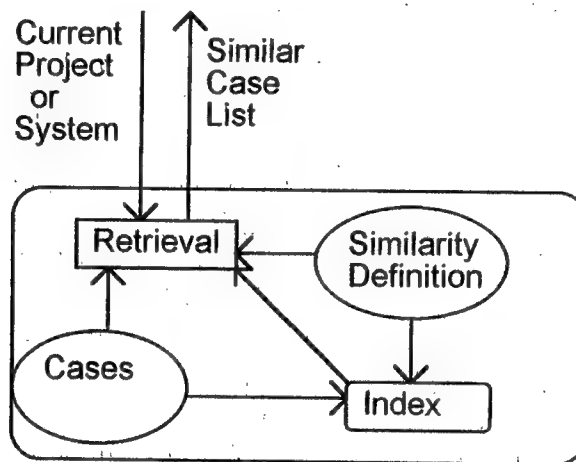 Current
Project
or
System
Similar
Case
List
Retrieval
Similarity
Definition
Cases
Index